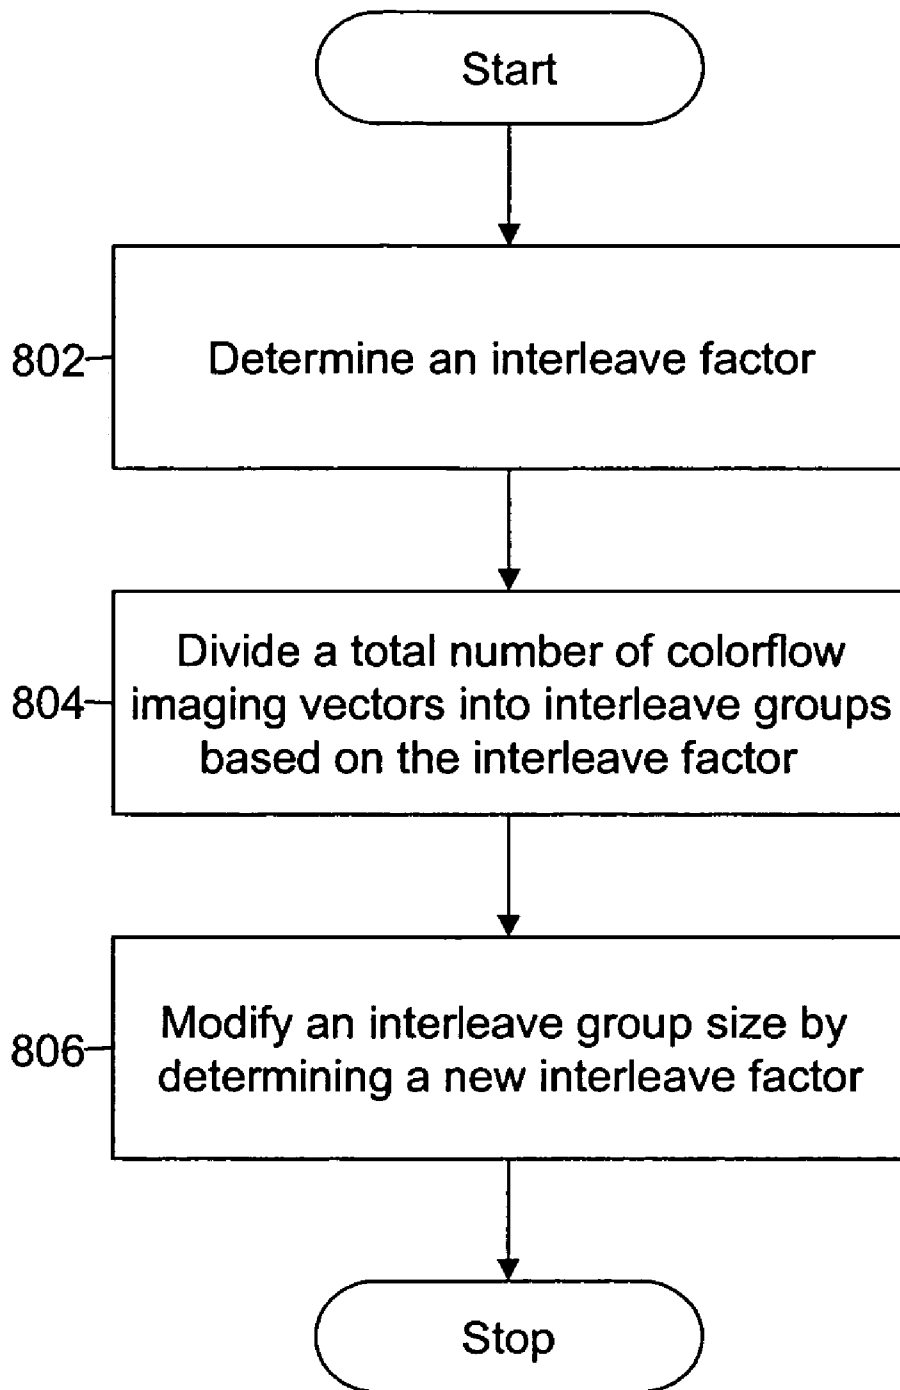 Start
802
Determine an interleave factor
804
Divide a total number of colorflow
imaging vectors into interleave groups
based on the interleave factor
806
Modify an interleave group size by
determining a new interleave factor
Stop